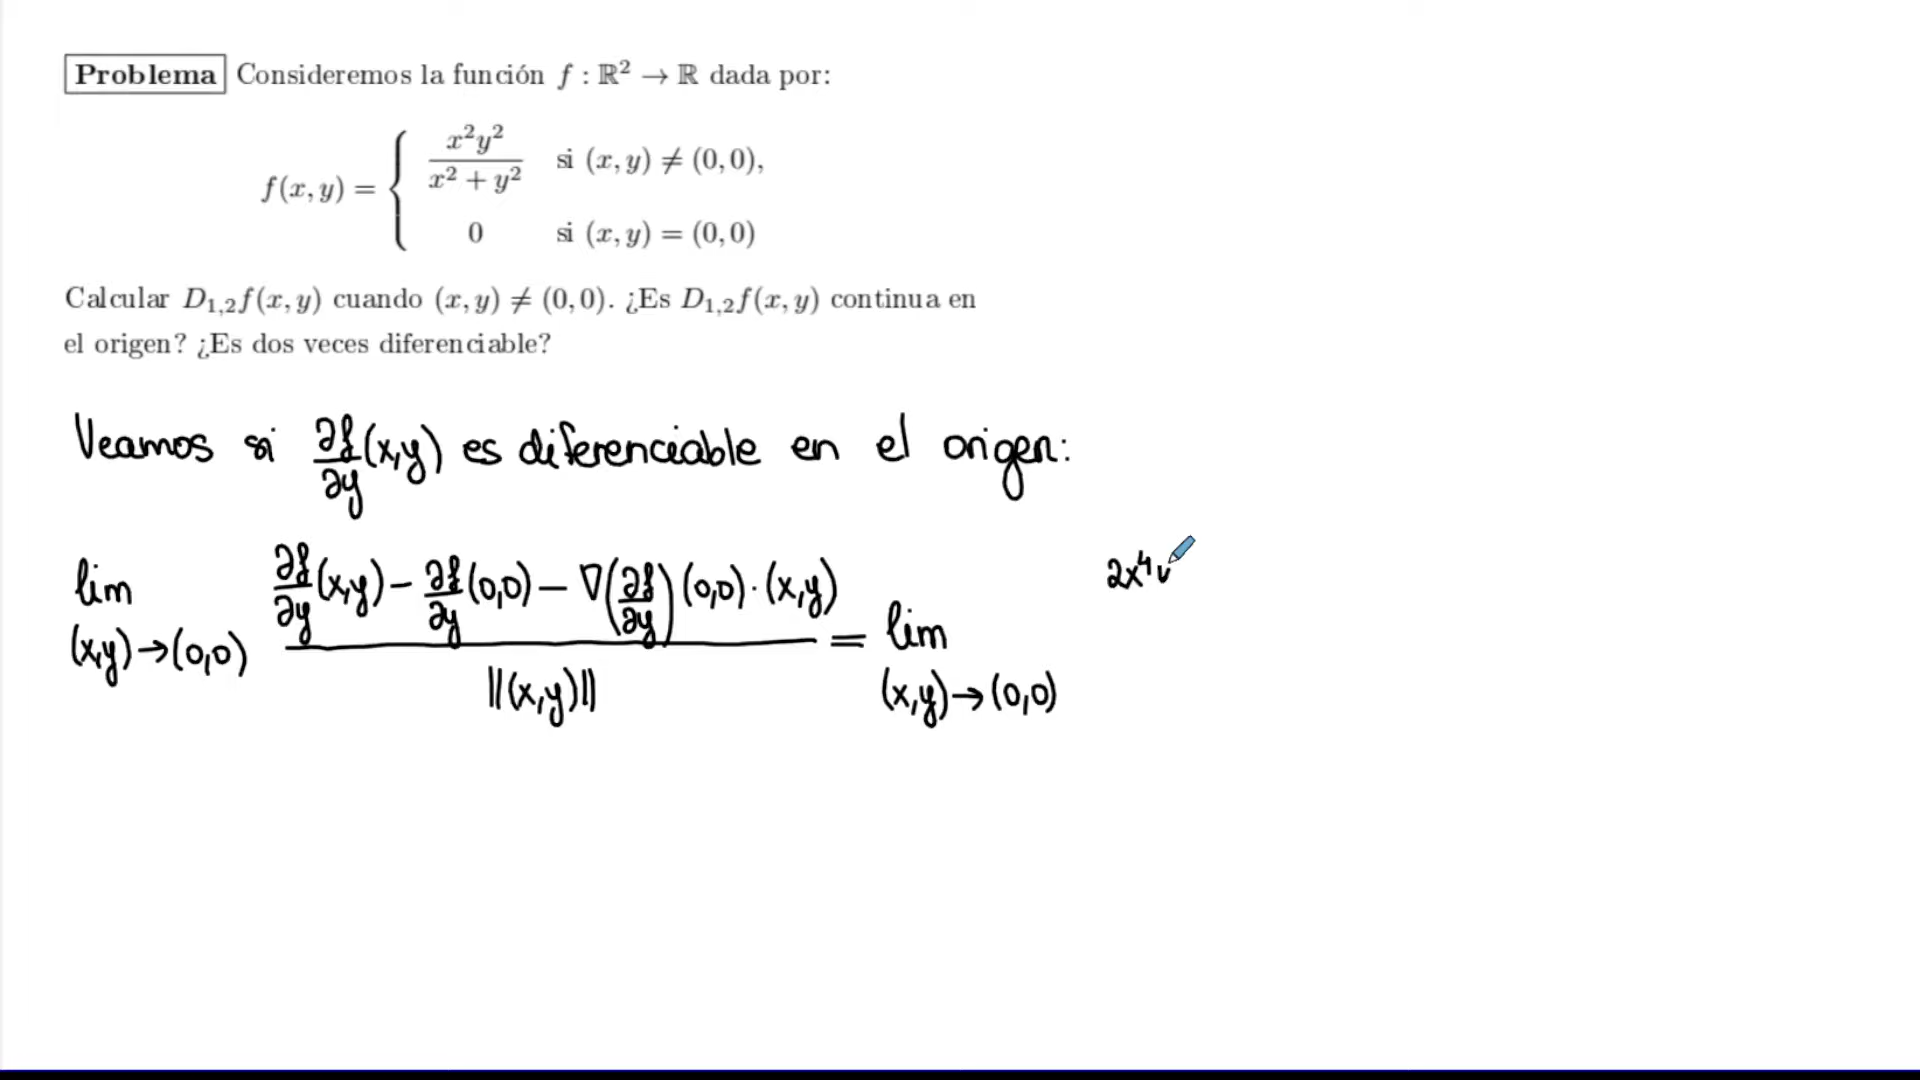 Problema Consideremos la función f : ℝ² → ℝ dada por:
f(x, y) = { x²y² / (x² + y²) si (x, y) ≠ (0, 0),
0 si (x, y) = (0, 0)
Calcular D₁,₂f(x, y) cuando (x, y) ≠ (0, 0). ¿Es D₁,₂f(x, y) continua en
el origen? ¿Es dos veces diferenciable?
Veamos si ∂f/∂y (x,y) es diferenciable en el origen:
lim (x,y)→(0,0) [∂f/∂y (x,y) − ∂f/∂y (0,0) − ∇(∂f/∂y)(0,0)·(x,y)] / ||(x,y)|| = lim (x,y)→(0,0) 2x⁴